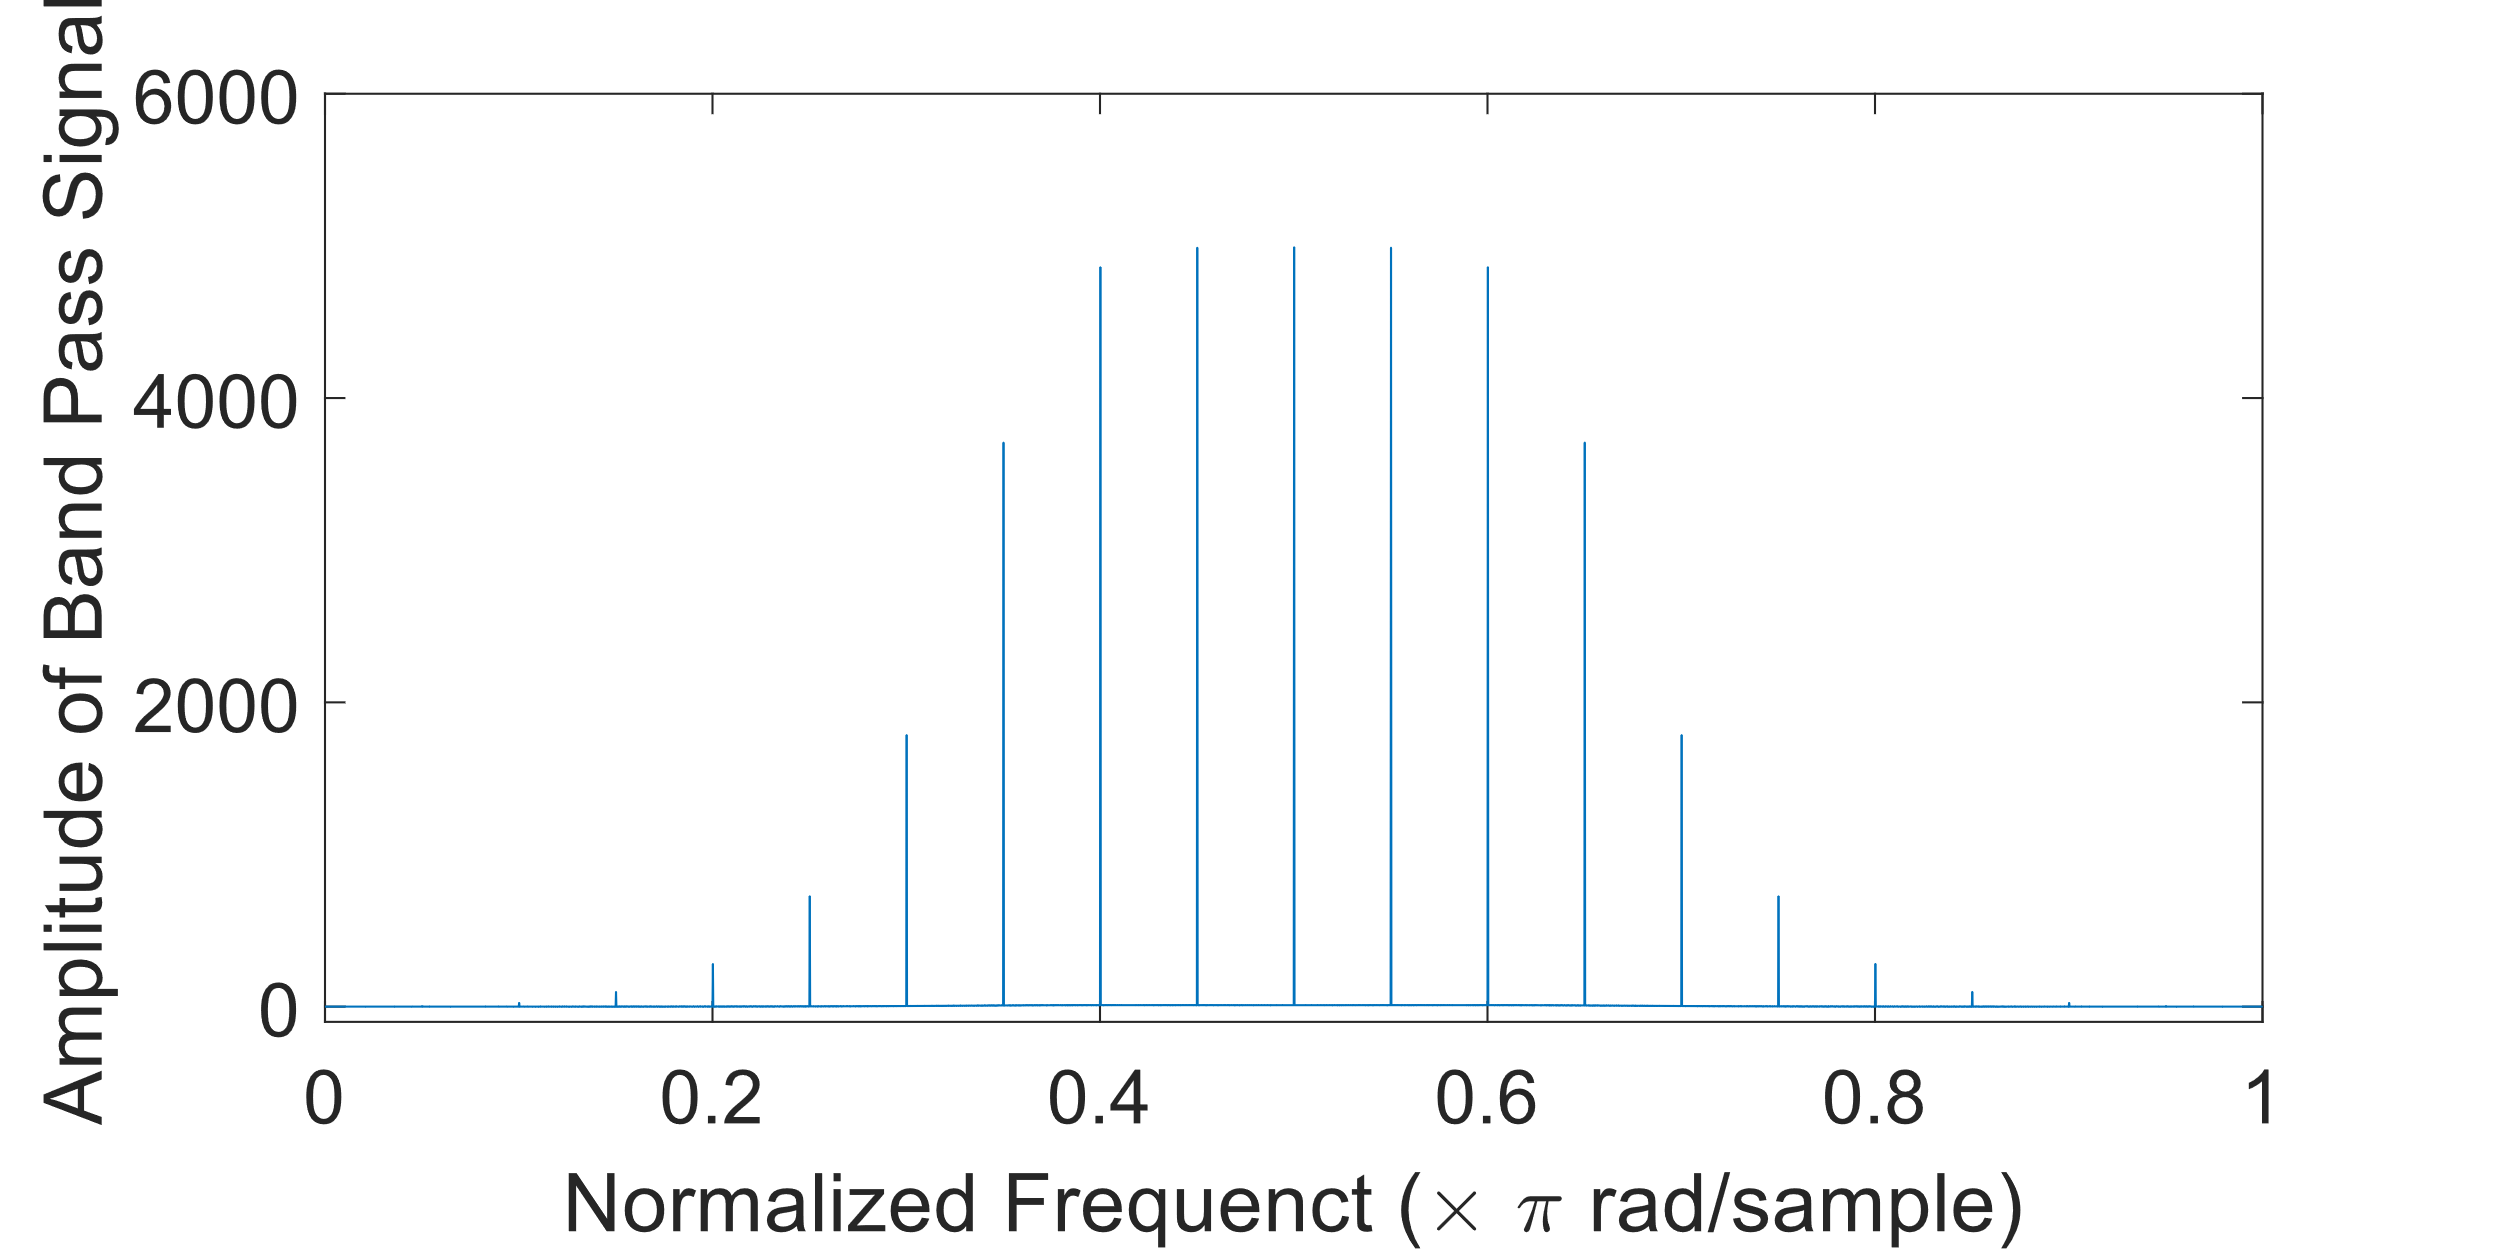 Amplitude of Band Pass Signal
6000
4000
2000
0
0 0.2 0.4 0.6 0.8 1
Normalized Frequenct (× π rad/sample)